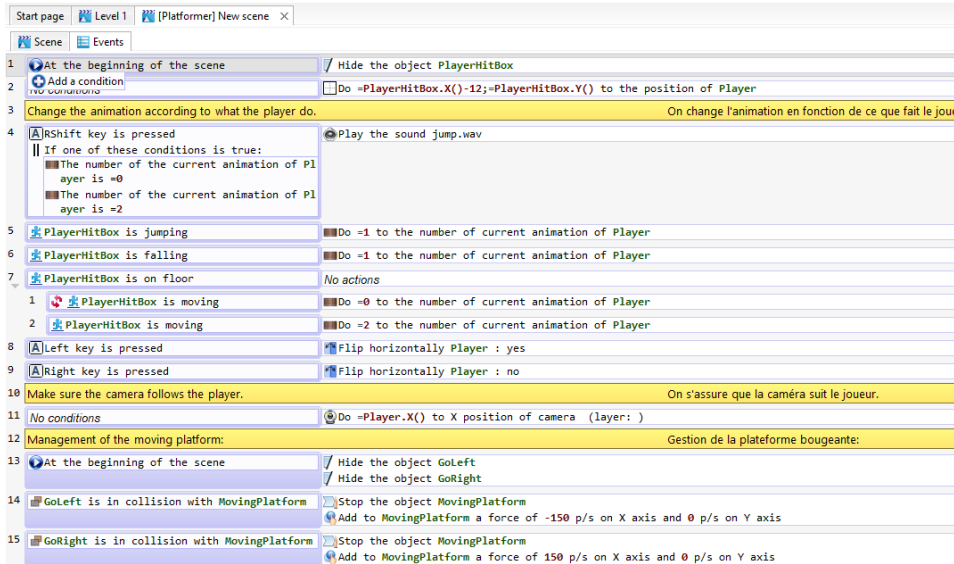 Start page Level 1 [Platformer] New scene
Scene Events
1 At the beginning of the scene Hide the object PlayerHitBox
Add a condition
2 No conditions Do =PlayerHitBox.X()-12;=PlayerHitBox.Y() to the position of Player
3 Change the animation according to what the player do. On change l'animation en fonction de ce que fait le joue
4 A RShift key is pressed Play the sound jump.wav
If one of these conditions is true:
The number of the current animation of Pl
ayer is =0
The number of the current animation of Pl
ayer is =2
5 PlayerHitBox is jumping Do =1 to the number of current animation of Player
6 PlayerHitBox is falling Do =1 to the number of current animation of Player
7 PlayerHitBox is on floor No actions
1 PlayerHitBox is moving Do =0 to the number of current animation of Player
2 PlayerHitBox is moving Do =2 to the number of current animation of Player
8 A Left key is pressed Flip horizontally Player : yes
9 A Right key is pressed Flip horizontally Player : no
10 Make sure the camera follows the player. On s'assure que la caméra suit le joueur.
11 No conditions Do =Player.X() to X position of camera (layer: )
12 Management of the moving platform: Gestion de la plateforme bougeante:
13 At the beginning of the scene Hide the object GoLeft
Hide the object GoRight
14 GoLeft is in collision with MovingPlatform Stop the object MovingPlatform
Add to MovingPlatform a force of -150 p/s on X axis and 0 p/s on Y axis
15 GoRight is in collision with MovingPlatform Stop the object MovingPlatform
Add to MovingPlatform a force of 150 p/s on X axis and 0 p/s on Y axis